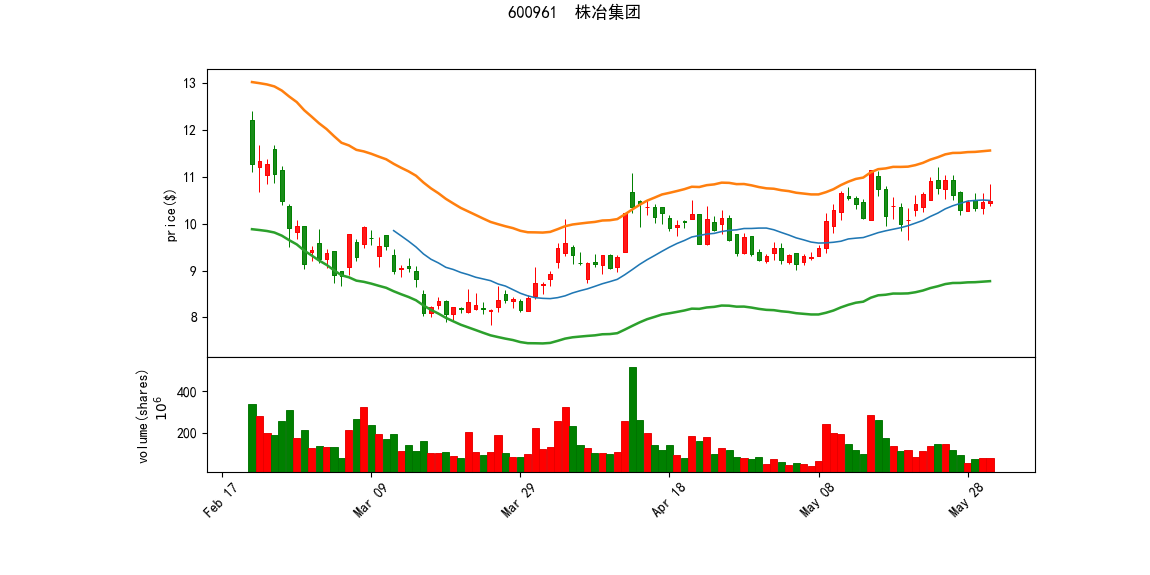 600961 株冶集团
price($)
13
12
11
10
9
8
volume(shares)
10^6
400
200
Feb 17
Mar 09
Mar 29
Apr 18
May 08
May 28